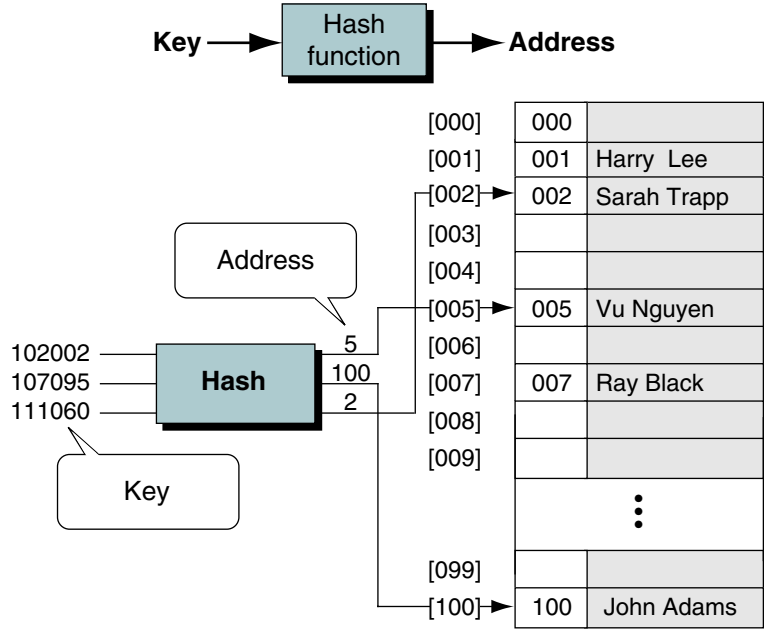 Key
Hash
function
Address
[000] 000
[001] 001 Harry Lee
[002] 002 Sarah Trapp
[003]
Address
[004]
[005] 005 Vu Nguyen
5
[006]
102002
107095
111060
Hash
100
2
[007] 007 Ray Black
[008]
[009]
Key
[099]
[100] 100 John Adams